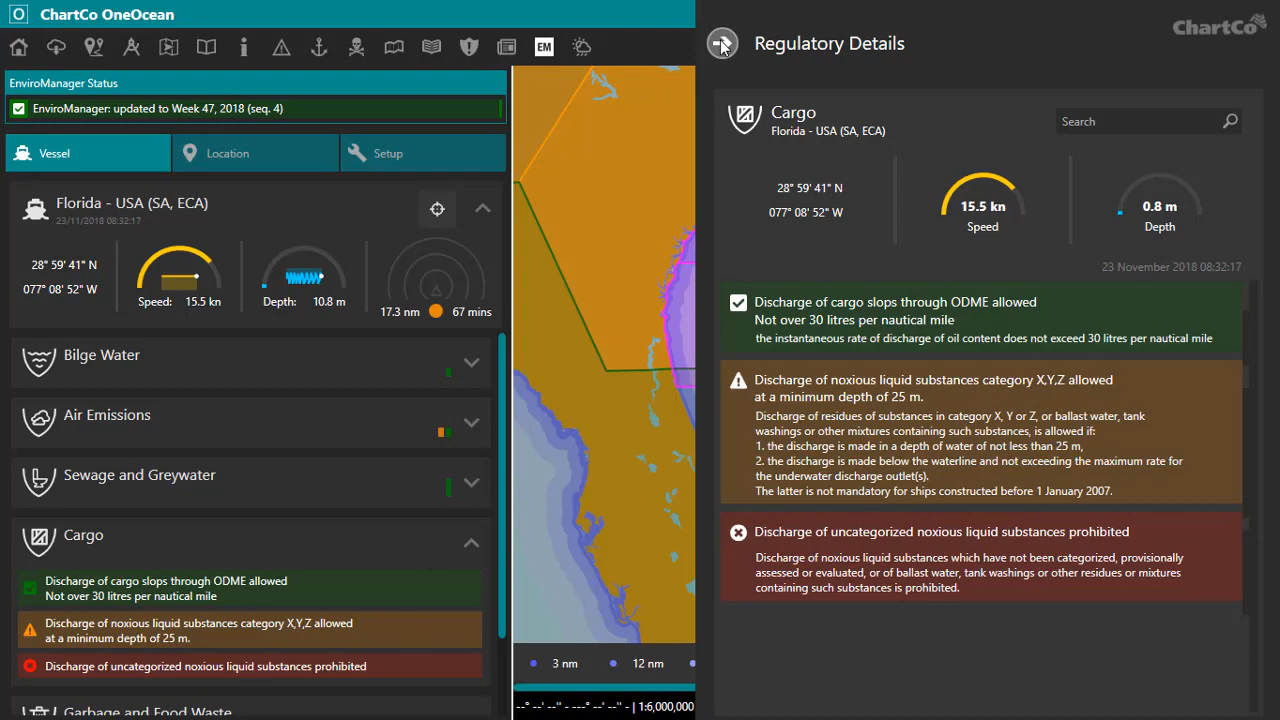 ChartCo OneOcean
EM
EnviroManager Status
EnviroManager: updated to Week 47, 2018 (seq. 4)
Vessel
Location
Setup
Florida - USA (SA, ECA)
23/11/2018 08:32:17
28° 59' 41" N
077° 08' 52" W
Speed: 15.5 kn
Depth: 10.8 m
17.3 nm
67 mins
Bilge Water
Air Emissions
Sewage and Greywater
Cargo
Discharge of cargo slops through ODME allowed
Not over 30 litres per nautical mile
Discharge of noxious liquid substances category X,Y,Z allowed
at a minimum depth of 25 m.
Discharge of uncategorized noxious liquid substances prohibited
Garbage and Food Waste
3 nm
12 nm
--° --' --'' - ---° --' --'' - | 1:6,000,000
ChartCo
Regulatory Details
Cargo
Florida - USA (SA, ECA)
Search
28° 59' 41" N
077° 08' 52" W
15.5 kn
Speed
0.8 m
Depth
23 November 2018 08:32:17
Discharge of cargo slops through ODME allowed
Not over 30 litres per nautical mile
the instantaneous rate of discharge of oil content does not exceed 30 litres per nautical mile
Discharge of noxious liquid substances category X,Y,Z allowed
at a minimum depth of 25 m.
Discharge of residues of substances in category X, Y or Z, or ballast water, tank
washings or other mixtures containing such substances, is allowed if:
1. the discharge is made in a depth of water of not less than 25 m,
2. the discharge is made below the waterline and not exceeding the maximum rate for
the underwater discharge outlet(s).
The latter is not mandatory for ships constructed before 1 January 2007.
Discharge of uncategorized noxious liquid substances prohibited
Discharge of noxious liquid substances which have not been categorized, provisionally
assessed or evaluated, or of ballast water, tank washings or other residues or mixtures
containing such substances is prohibited.